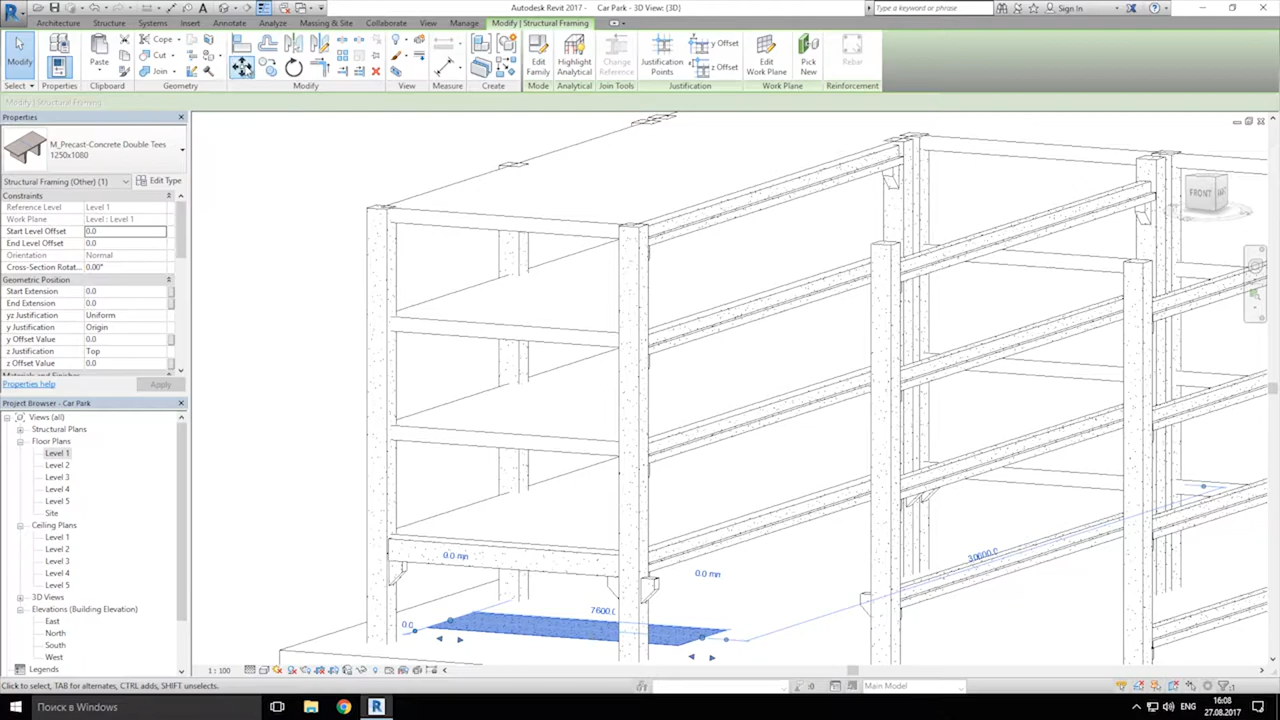 Autodesk Revit 2017 - Car Park - 3D View: {3D}
Type a keyword or phrase
Sign In
Architecture Structure Systems Insert Annotate Analyze Massing & Site Collaborate View Manage Modify | Structural Framing
Modify Paste Cope Cut Join Edit Family Highlight Analytical Change Reference Justification Points y Offset z Offset Edit Work Plane Pick New Rebar
Select Properties Clipboard Geometry Modify View Measure Create Mode Analytical Join Tools Justification Work Plane Reinforcement
Modify | Structural Framing
Properties
M_Precast-Concrete Double Tees
1250x1080
Structural Framing (Other) (1) Edit Type
Constraints
Reference Level Level 1
Work Plane Level : Level 1
Start Level Offset 0.0
End Level Offset 0.0
Orientation Normal
Cross-Section Rotat... 0.00°
Geometric Position
Start Extension 0.0
End Extension 0.0
yz Justification Uniform
y Justification Origin
y Offset Value 0.0
z Justification Top
z Offset Value 0.0
Materials and Finishes
Properties help Apply
Project Browser - Car Park
Views (all)
Structural Plans
Floor Plans
Level 1
Level 2
Level 3
Level 4
Level 5
Site
Ceiling Plans
Level 1
Level 2
Level 3
Level 4
Level 5
3D Views
Elevations (Building Elevation)
East
North
South
West
Legends
FRONT
0.0 mm
0.0 mm
30600.0
7600.0
0.0
1 : 100
Click to select, TAB for alternates, CTRL adds, SHIFT unselects.
:0
Main Model
:1
Поиск в Windows
ENG
16:08
27.08.2017